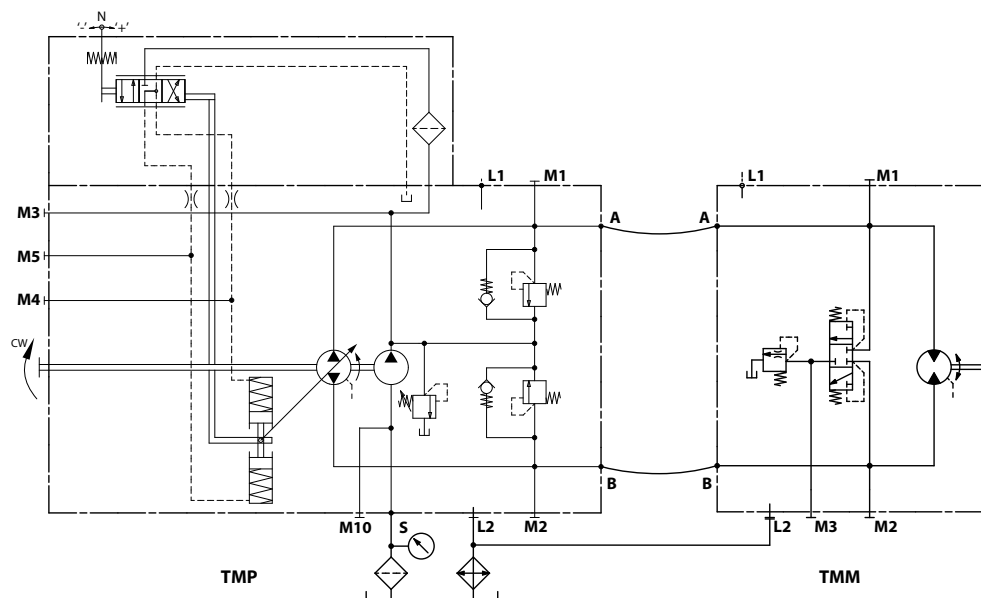 N
'-' '+'
L1 M1 L1 M1
M3
A A
M5
M4
CW
B B
M10 S L2 M2 L2 M3 M2
TMP TMM